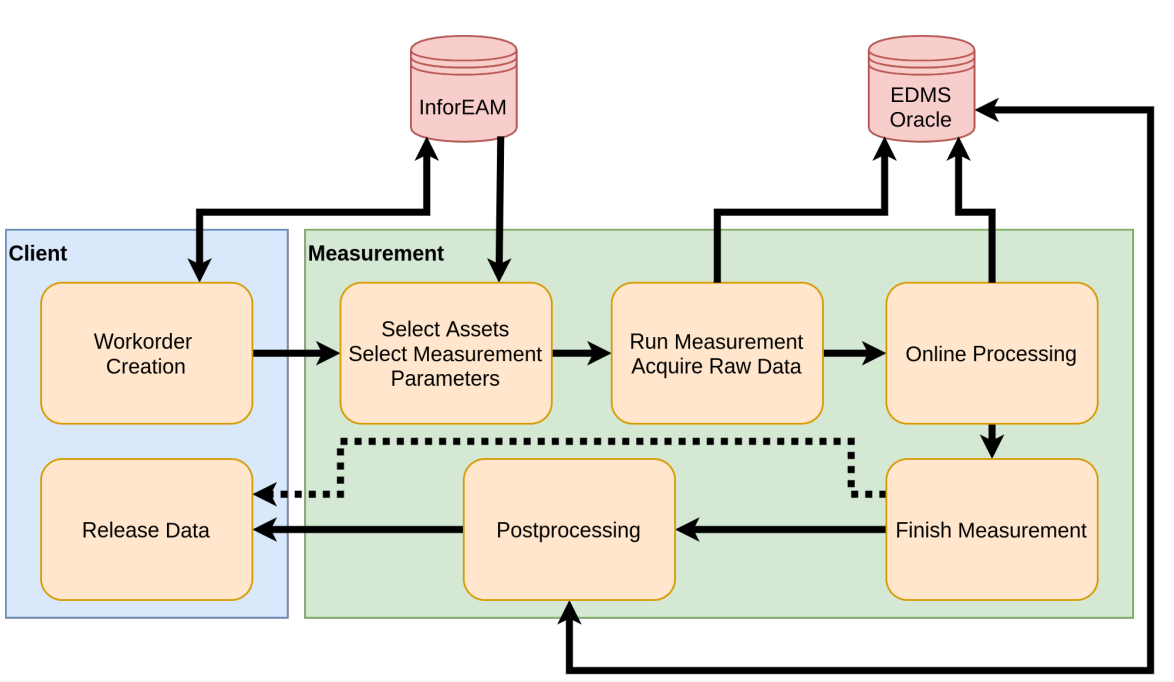 InforEAM
EDMS
Oracle
Client
Measurement
Workorder
Creation
Select Assets
Select Measurement
Parameters
Run Measurement
Acquire Raw Data
Online Processing
Release Data
Postprocessing
Finish Measurement